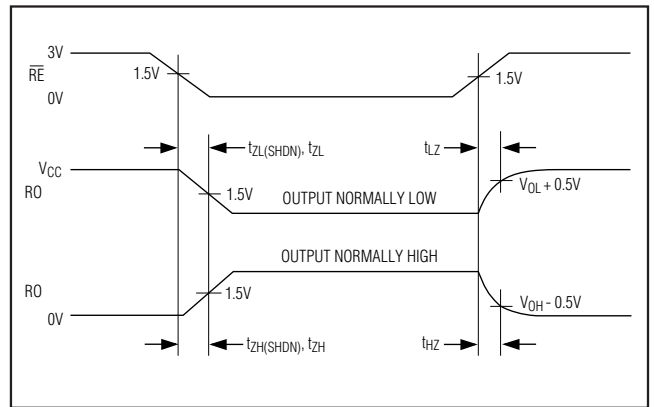 3V
R̅E̅
1.5V
1.5V
0V
tZL(SHDN), tZL
tLZ
VCC
RO
1.5V
OUTPUT NORMALLY LOW
VOL + 0.5V
OUTPUT NORMALLY HIGH
RO
1.5V
VOH - 0.5V
0V
tZH(SHDN), tZH
tHZ